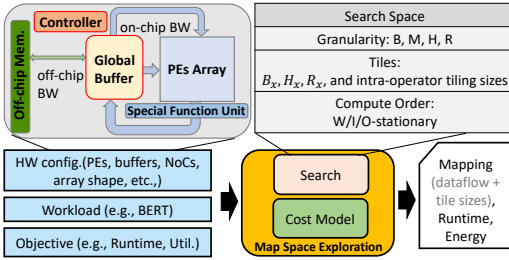 Controller
on-chip BW
Off-chip Mem.
off-chip
BW
Global
Buffer
PEs Array
Special Function Unit
Search Space
Granularity: B, M, H, R
Tiles:
Bx, Hx, Rx, and intra-operator tiling sizes
Compute Order:
W/I/O-stationary
HW config.(PEs, buffers, NoCs,
array shape, etc.,)
Workload (e.g., BERT)
Objective (e.g., Runtime, Util.)
Search
Cost Model
Map Space Exploration
Mapping
(dataflow +
tile sizes),
Runtime,
Energy